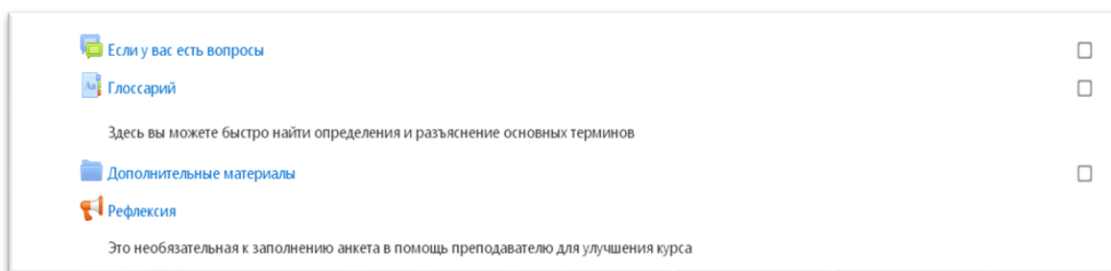 Если у вас есть вопросы
Аа
Глоссарий
Здесь вы можете быстро найти определения и разъяснение основных терминов
Дополнительные материалы
Рефлексия
Это необязательная к заполнению анкета в помощь преподавателю для улучшения курса